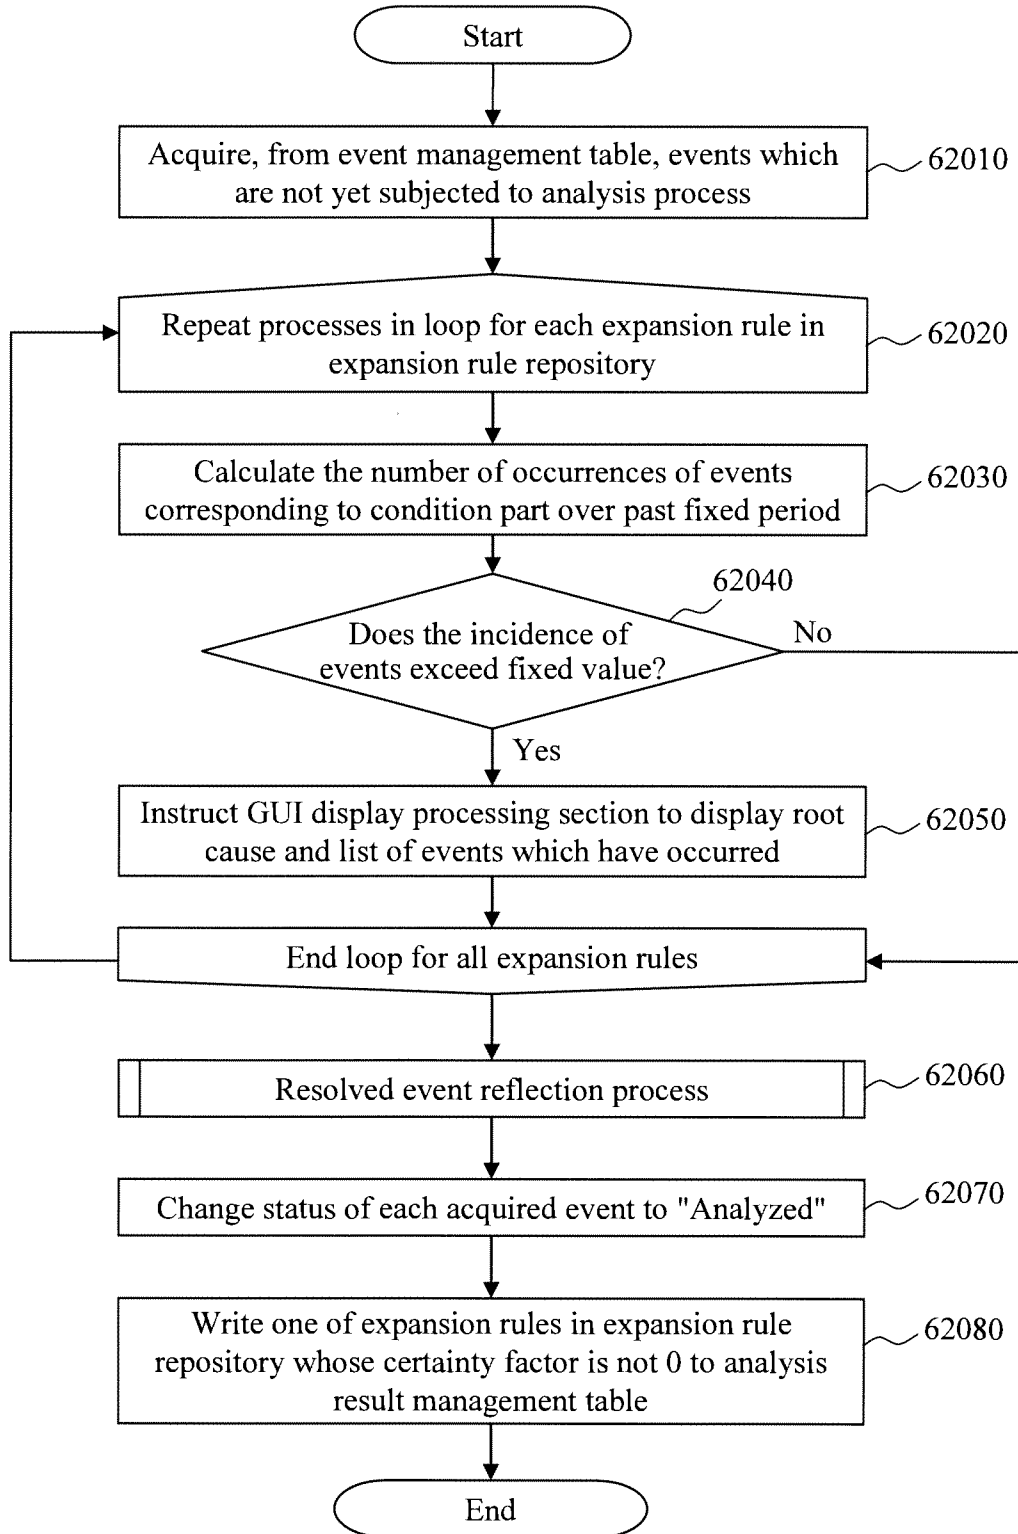 Start
Acquire, from event management table, events which
are not yet subjected to analysis process
62010
Repeat processes in loop for each expansion rule in
expansion rule repository
62020
Calculate the number of occurrences of events
corresponding to condition part over past fixed period
62030
62040
Does the incidence of
events exceed fixed value?
No
Yes
Instruct GUI display processing section to display root
cause and list of events which have occurred
62050
End loop for all expansion rules
Resolved event reflection process
62060
Change status of each acquired event to "Analyzed"
62070
Write one of expansion rules in expansion rule
repository whose certainty factor is not 0 to analysis
result management table
62080
End